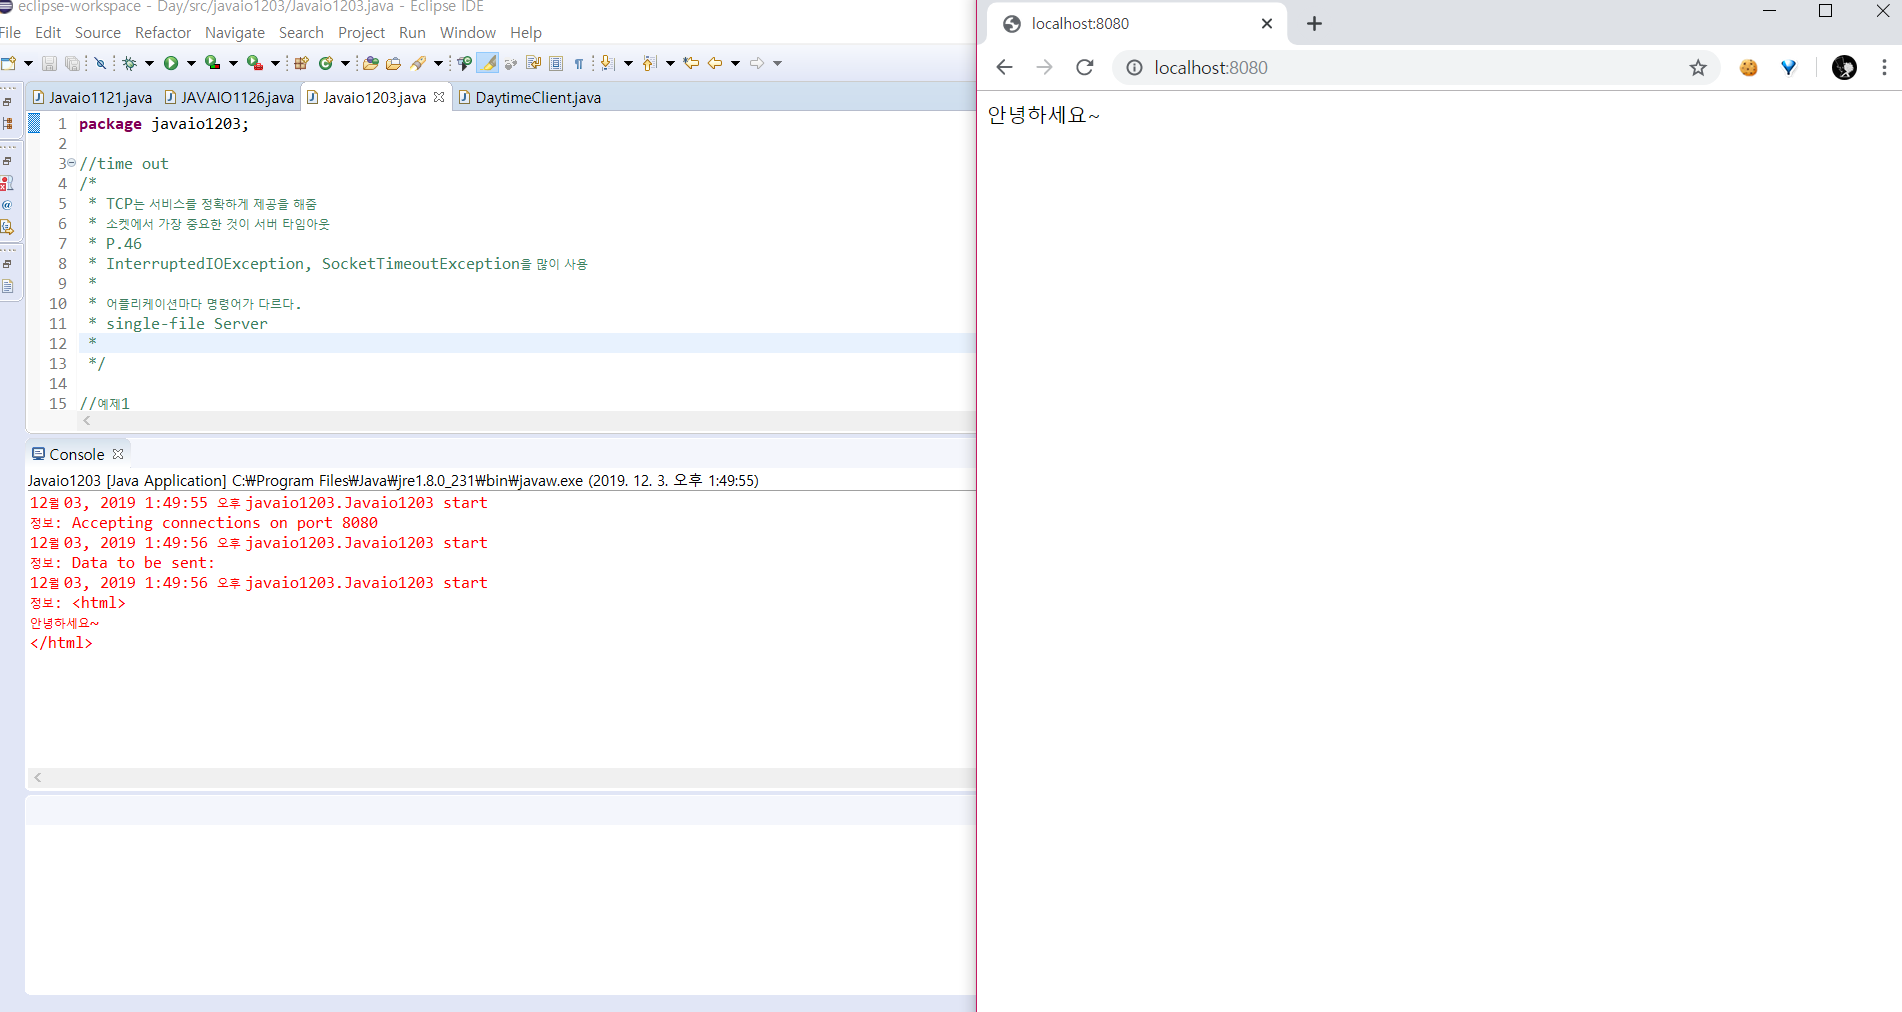 eclipse-workspace - Day/src/javaio1203/Javaio1203.java - Eclipse IDE
File Edit Source Refactor Navigate Search Project Run Window Help
Javaio1121.java JAVAIO1126.java Javaio1203.java DaytimeClient.java
1 package javaio1203;
2
3 //time out
4 /*
5 * TCP는 서비스를 정확하게 제공을 해줌
6 * 소켓에서 가장 중요한 것이 서버 타임아웃
7 * P.46
8 * InterruptedIOException, SocketTimeoutException을 많이 사용
9 *
10 * 어플리케이션마다 명령어가 다르다.
11 * single-file Server
12 *
13 */
14
15 //예제1
Console
Javaio1203 [Java Application] C:₩Program Files₩Java₩jre1.8.0_231₩bin₩javaw.exe (2019. 12. 3. 오후 1:49:55)
12월 03, 2019 1:49:55 오후 javaio1203.Javaio1203 start
정보: Accepting connections on port 8080
12월 03, 2019 1:49:56 오후 javaio1203.Javaio1203 start
정보: Data to be sent:
12월 03, 2019 1:49:56 오후 javaio1203.Javaio1203 start
정보: <html>
안녕하세요~
</html>
localhost:8080
localhost:8080
안녕하세요~